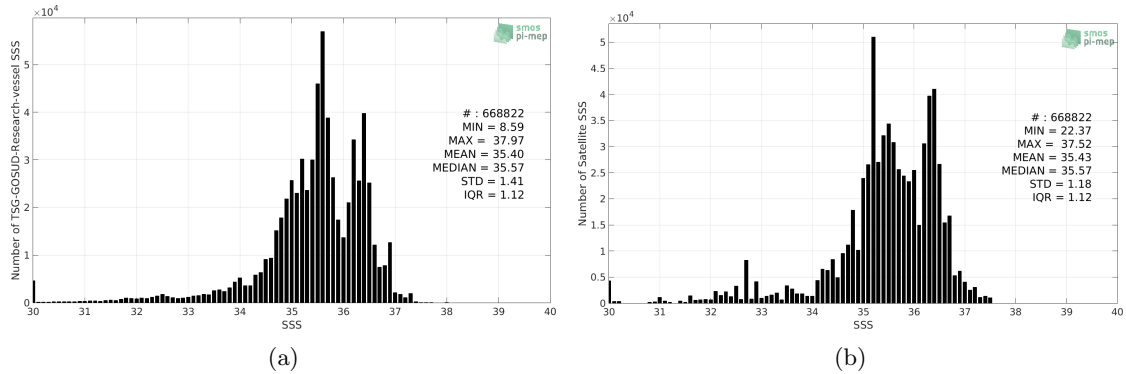 ×10⁴
smos
pi-mep
Number of TSG-GOSUD-Research-vessel SSS
5
4
3
2
1
0
# : 668822
MIN = 8.59
MAX = 37.97
MEAN = 35.40
MEDIAN = 35.57
STD = 1.41
IQR = 1.12
30 31 32 33 34 35 36 37 38 39 40
SSS
(a)
×10⁴
smos
pi-mep
Number of Satellite SSS
5
4.5
4
3.5
3
2.5
2
1.5
1
0.5
0
# : 668822
MIN = 22.37
MAX = 37.52
MEAN = 35.43
MEDIAN = 35.57
STD = 1.18
IQR = 1.12
30 31 32 33 34 35 36 37 38 39 40
SSS
(b)